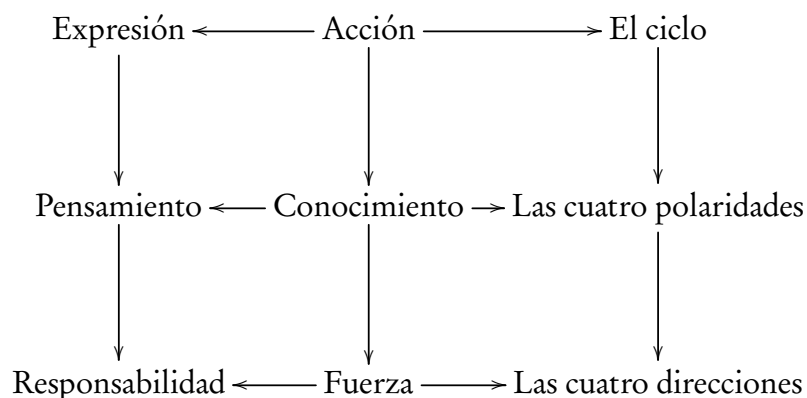 Expresión Acción El ciclo
Pensamiento Conocimiento Las cuatro polaridades
Responsabilidad Fuerza Las cuatro direcciones